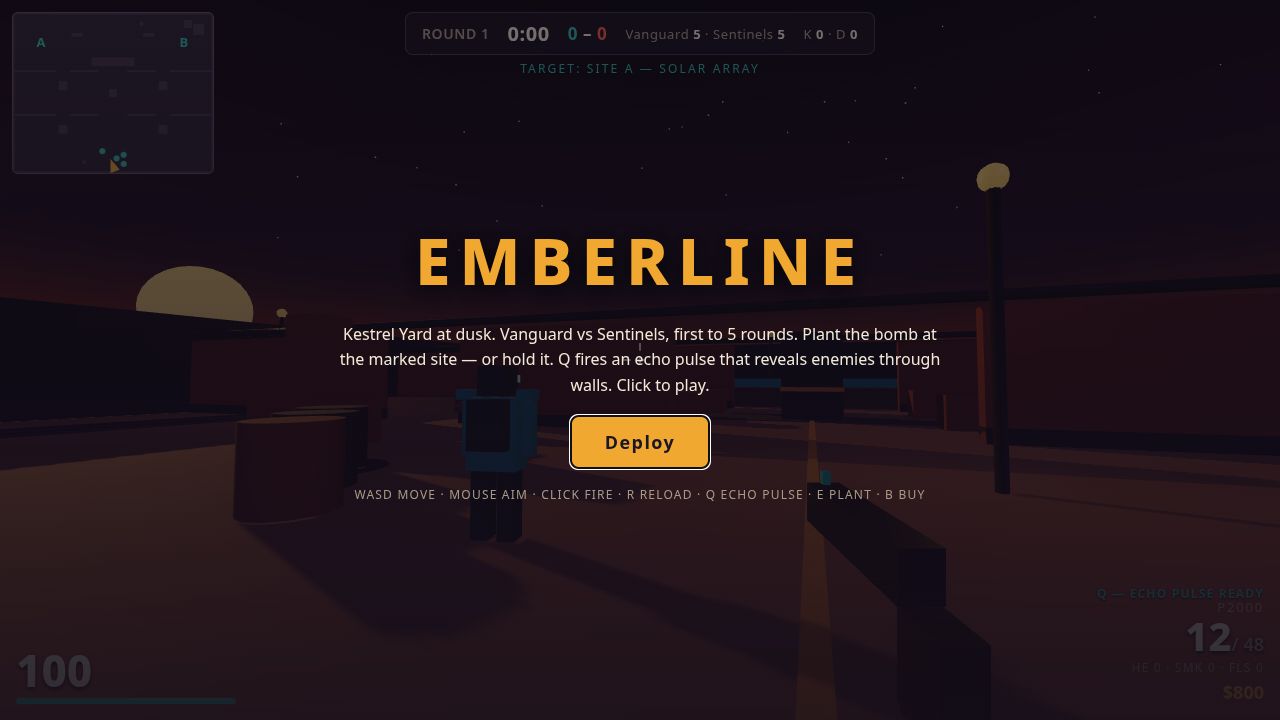 A
B
ROUND 1 0:00 0 – 0 Vanguard 5 · Sentinels 5 K 0 · D 0
TARGET: SITE A — SOLAR ARRAY
EMBERLINE
Kestrel Yard at dusk. Vanguard vs Sentinels, first to 5 rounds. Plant the bomb at
the marked site — or hold it. Q fires an echo pulse that reveals enemies through
walls. Click to play.
Deploy
WASD MOVE · MOUSE AIM · CLICK FIRE · R RELOAD · Q ECHO PULSE · E PLANT · B BUY
Q — ECHO PULSE READY
P2000
12 / 48
HE 0 · SMK 0 · FLS 0
$800
100